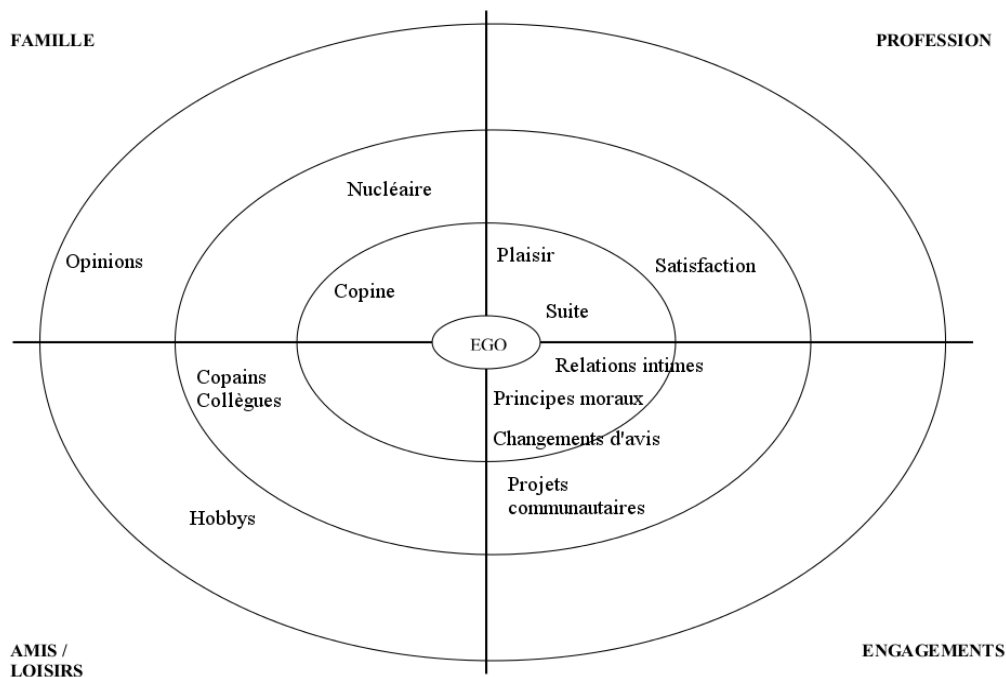 FAMILLE
PROFESSION
Nucléaire
Opinions
Plaisir
Satisfaction
Copine
Suite
EGO
Relations intimes
Copains
Collègues
Principes moraux
Changements d'avis
Projets
communautaires
Hobbys
AMIS /
LOISIRS
ENGAGEMENTS